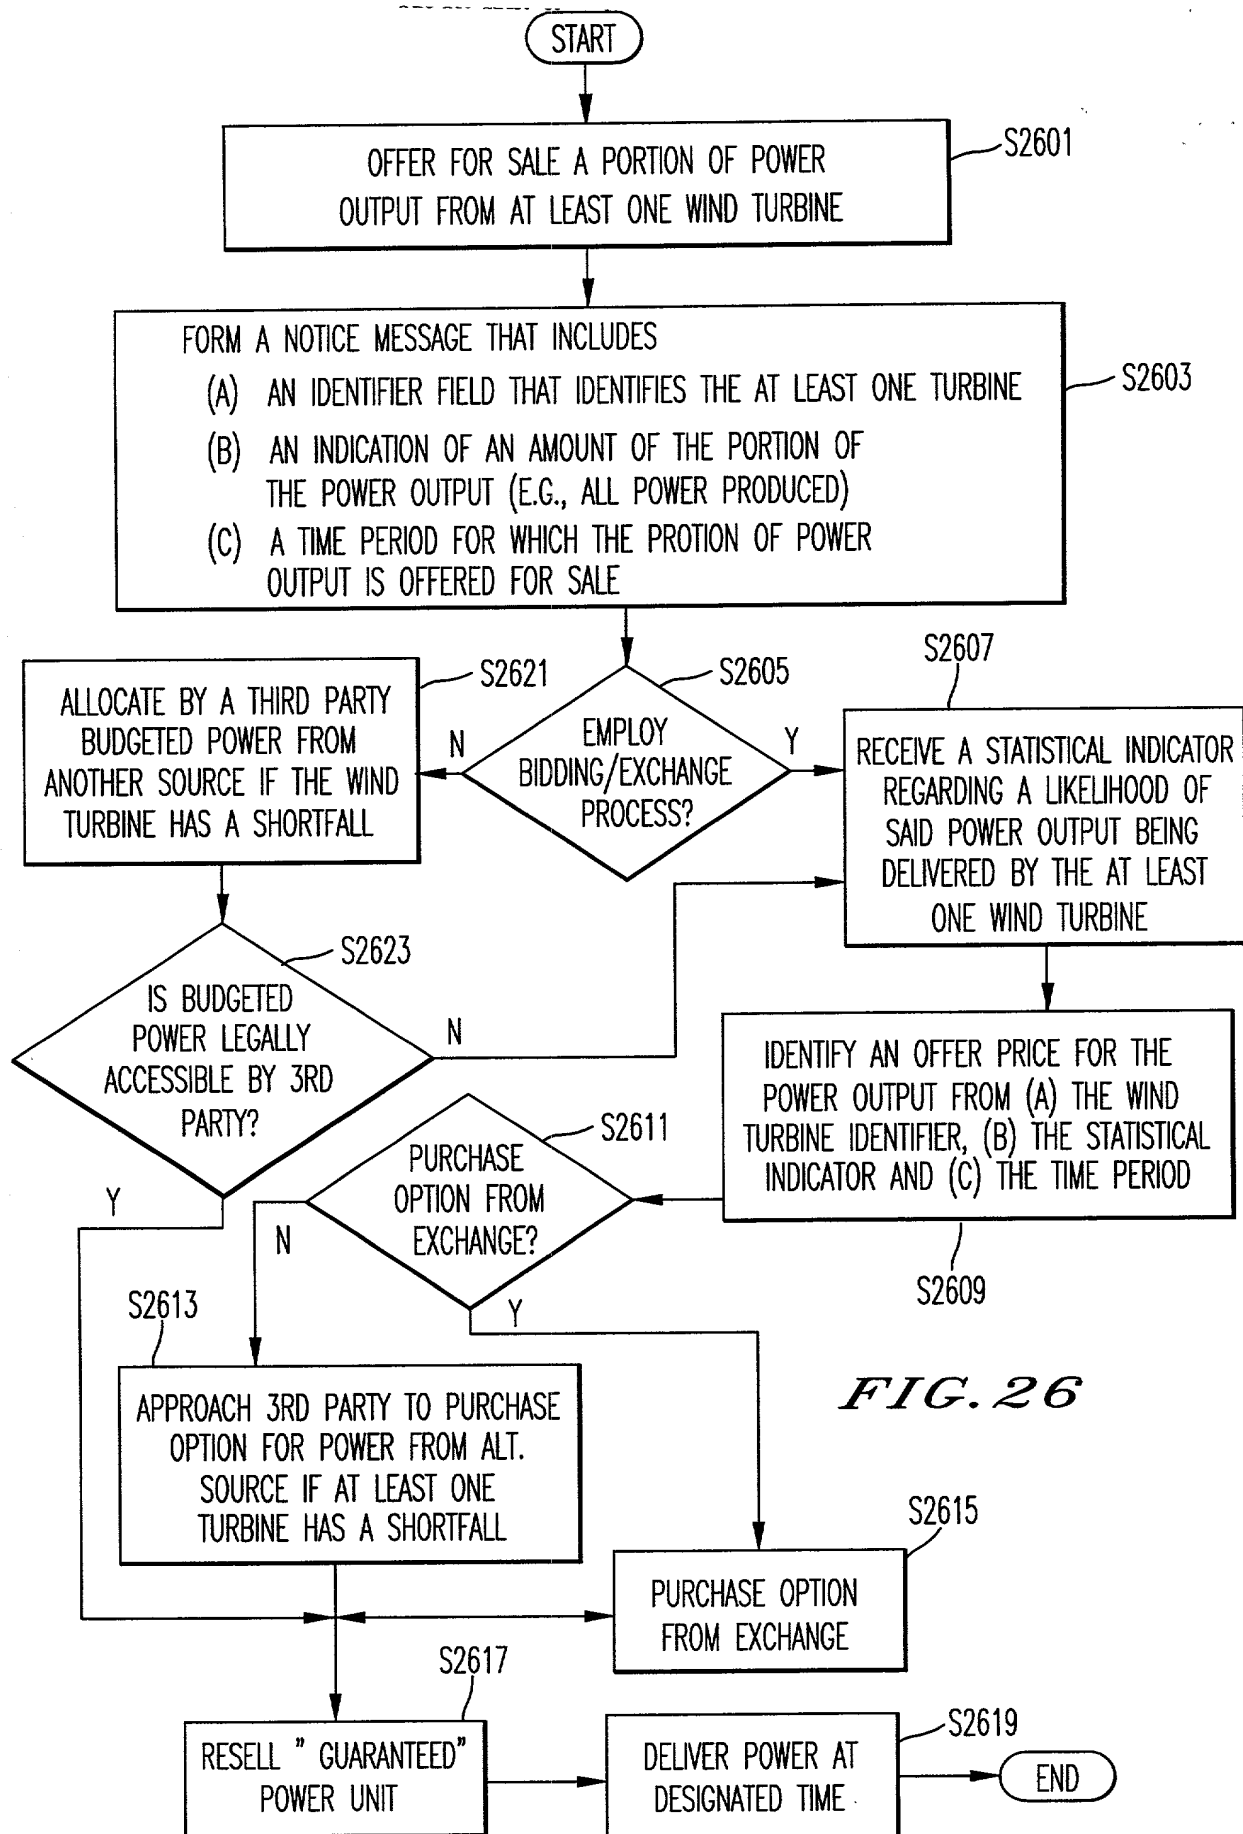 START
OFFER FOR SALE A PORTION OF POWER
OUTPUT FROM AT LEAST ONE WIND TURBINE
S2601
FORM A NOTICE MESSAGE THAT INCLUDES
(A) AN IDENTIFIER FIELD THAT IDENTIFIES THE AT LEAST ONE TURBINE
(B) AN INDICATION OF AN AMOUNT OF THE PORTION OF
THE POWER OUTPUT (E.G., ALL POWER PRODUCED)
(C) A TIME PERIOD FOR WHICH THE PROTION OF POWER
OUTPUT IS OFFERED FOR SALE
S2603
S2605
EMPLOY
BIDDING/EXCHANGE
PROCESS?
N
Y
S2621
ALLOCATE BY A THIRD PARTY
BUDGETED POWER FROM
ANOTHER SOURCE IF THE WIND
TURBINE HAS A SHORTFALL
S2607
RECEIVE A STATISTICAL INDICATOR
REGARDING A LIKELIHOOD OF
SAID POWER OUTPUT BEING
DELIVERED BY THE AT LEAST
ONE WIND TURBINE
S2623
IS BUDGETED
POWER LEGALLY
ACCESSIBLE BY 3RD
PARTY?
N
Y
IDENTIFY AN OFFER PRICE FOR THE
POWER OUTPUT FROM (A) THE WIND
TURBINE IDENTIFIER, (B) THE STATISTICAL
INDICATOR AND (C) THE TIME PERIOD
S2609
S2611
PURCHASE
OPTION FROM
EXCHANGE?
N
Y
S2613
APPROACH 3RD PARTY TO PURCHASE
OPTION FOR POWER FROM ALT.
SOURCE IF AT LEAST ONE
TURBINE HAS A SHORTFALL
FIG. 26
S2615
PURCHASE OPTION
FROM EXCHANGE
S2617
RESELL " GUARANTEED"
POWER UNIT
S2619
DELIVER POWER AT
DESIGNATED TIME
END